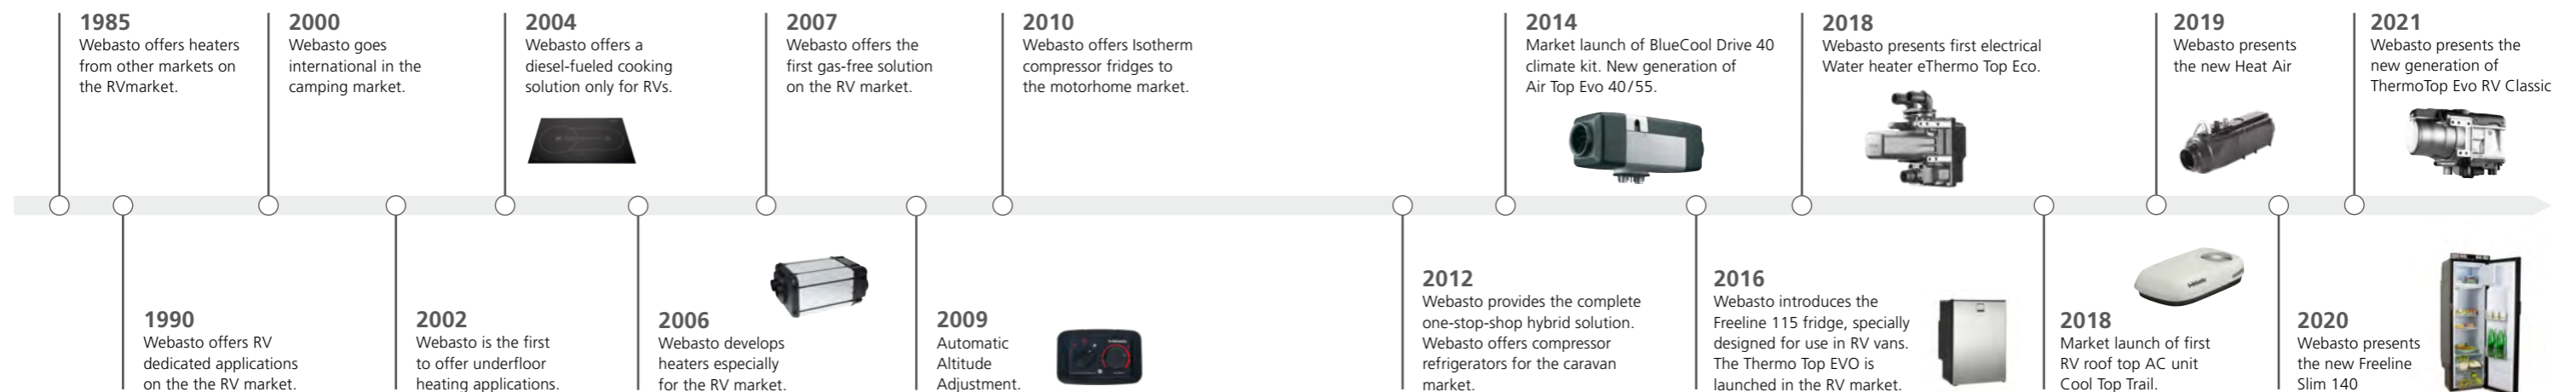 1985
Webasto offers heaters
from other markets on
the RVmarket.
1990
Webasto offers RV
dedicated applications
on the the RV market.
2000
Webasto goes
international in the
camping market.
2002
Webasto is the first
to offer underfloor
heating applications.
2004
Webasto offers a
diesel-fueled cooking
solution only for RVs.
2006
Webasto develops
heaters especially
for the RV market.
2007
Webasto offers the
first gas-free solution
on the RV market.
2009
Automatic
Altitude
Adjustment.
2010
Webasto offers Isotherm
compressor fridges to
the motorhome market.
2012
Webasto provides the complete
one-stop-shop hybrid solution.
Webasto offers compressor
refrigerators for the caravan
market.
2014
Market launch of BlueCool Drive 40
climate kit. New generation of
Air Top Evo 40/55.
2016
Webasto introduces the
Freeline 115 fridge, specially
designed for use in RV vans.
The Thermo Top EVO is
launched in the RV market.
2018
Webasto presents first electrical
Water heater eThermo Top Eco.
2018
Market launch of first
RV roof top AC unit
Cool Top Trail.
2019
Webasto presents
the new Heat Air
2020
Webasto presents
the new Freeline
Slim 140
2021
Webasto presents the
new generation of
ThermoTop Evo RV Classic